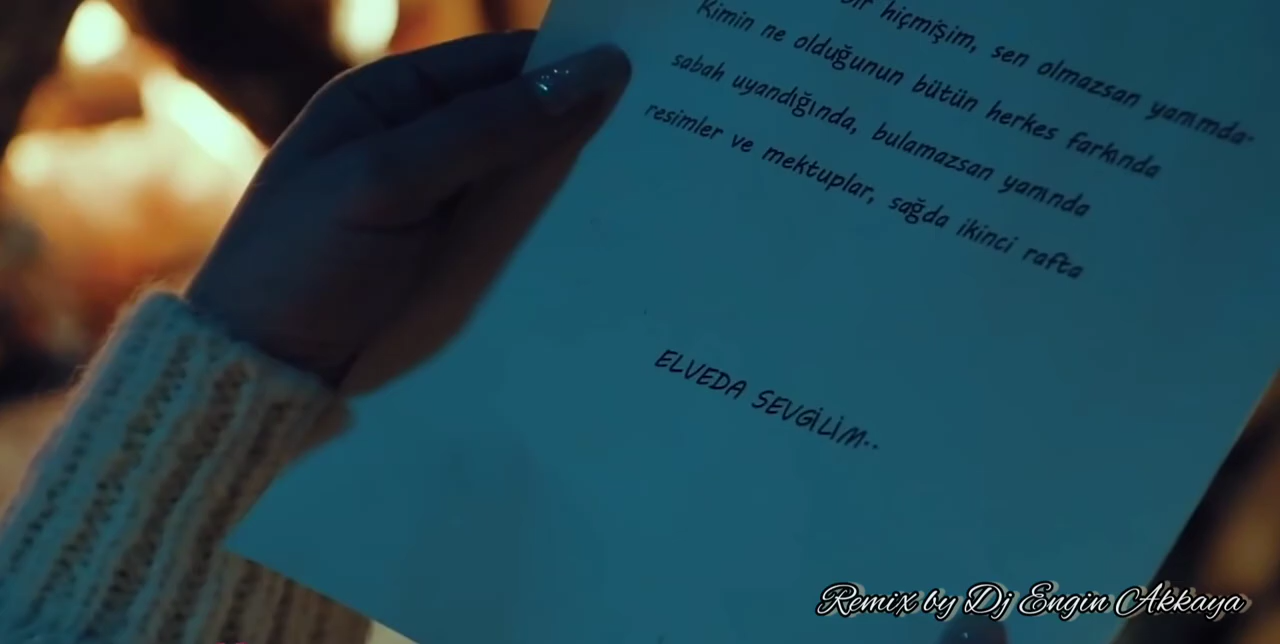 bir hiçmişim, sen olmazsan yanımda-
Kimin ne olduğunun bütün herkes farkında
sabah uyandığında, bulamazsan yanında
resimler ve mektuplar, sağda ikinci rafta
ELVEDA SEVGİLİM..
Remix by Dj Engin Akkaya